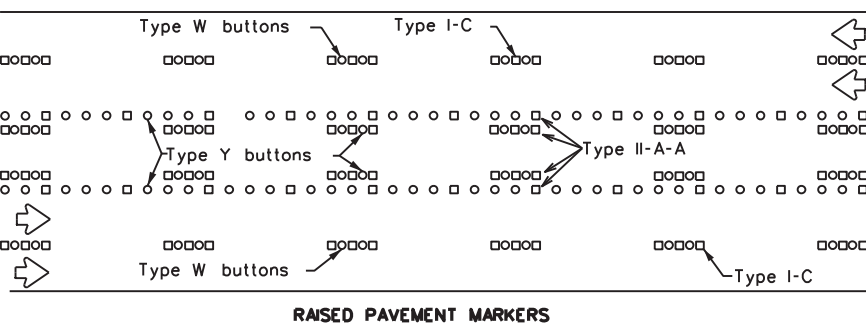 Type W buttons
Type I-C
Type Y buttons
Type II-A-A
Type W buttons
Type I-C
RAISED PAVEMENT MARKERS